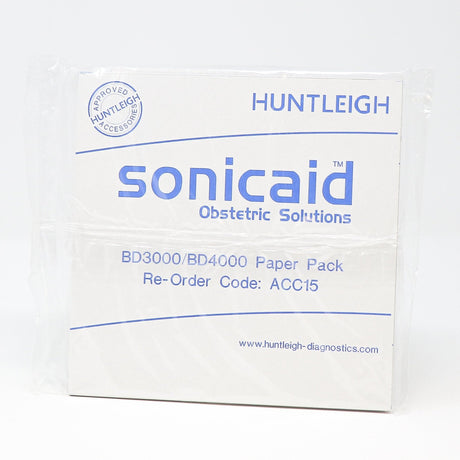 APPROVED
HUNTLEIGH
ACCESSORIES
HUNTLEIGH
sonicaid™
Obstetric Solutions
BD3000/BD4000 Paper Pack
Re-Order Code: ACC15
www.huntleigh-diagnostics.com